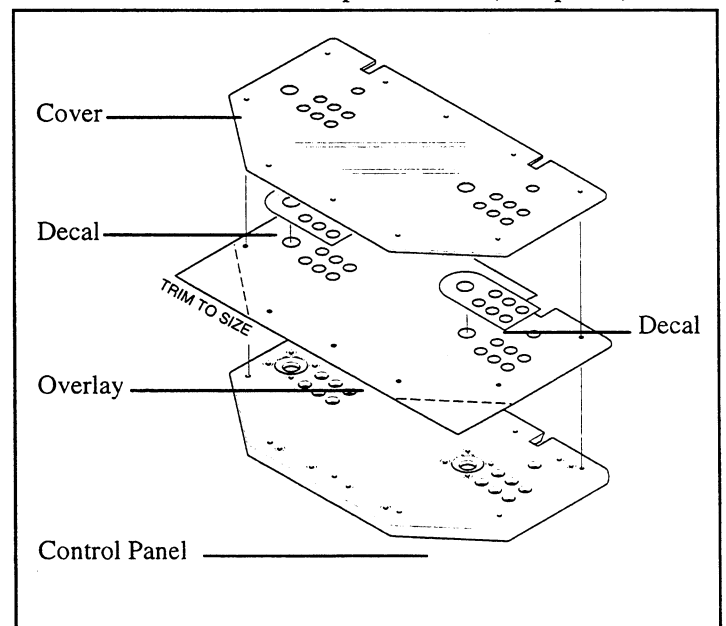 Cover
Decal
TRIM TO SIZE
Decal
Overlay
Control Panel